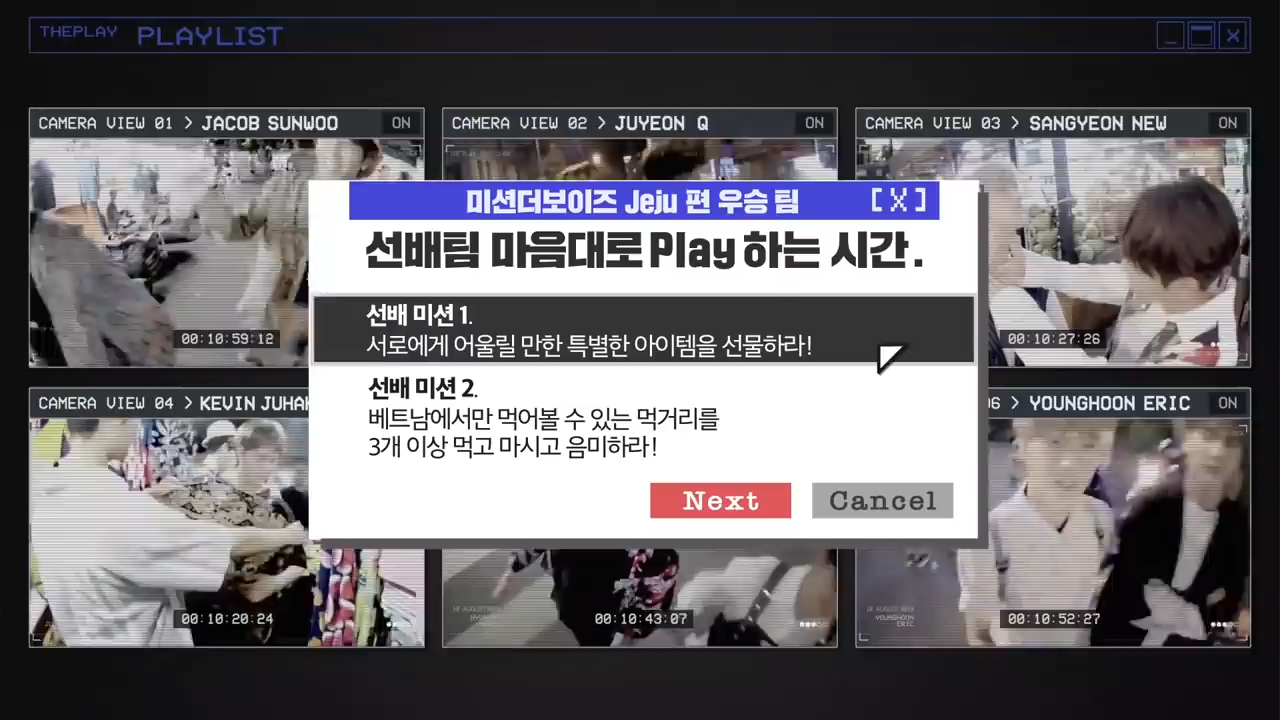 THEPLAY PLAYLIST
CAMERA VIEW 01 > JACOB SUNWOO ON
CAMERA VIEW 02 > JUYEON Q ON
CAMERA VIEW 03 > SANGYEON NEW ON
미션더보이즈 Jeju 편 우승 팀 [X]
선배팀 마음대로 Play 하는 시간.
선배 미션 1.
서로에게 어울릴 만한 특별한 아이템을 선물하라!
선배 미션 2.
베트남에서만 먹어볼 수 있는 먹거리를
3개 이상 먹고 마시고 음미하라!
Next
Cancel
00:10:59:12
00:10:27:26
CAMERA VIEW 04 > KEVIN
06 > YOUNGHOON ERIC ON
00:10:20:24
00:10:43:07
00:10:52:27
YOUNGHOON
ERIC